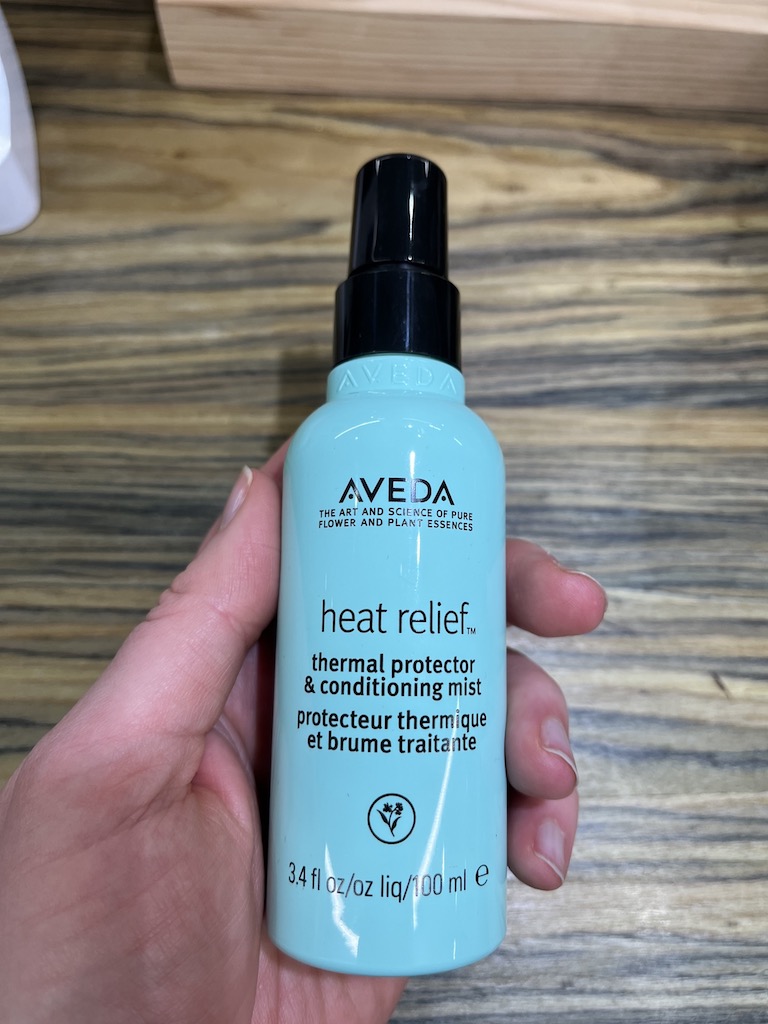 AVEDA
AVEDA
THE ART AND SCIENCE OF PURE
FLOWER AND PLANT ESSENCES
heat relief™
thermal protector
& conditioning mist
protecteur thermique
et brume traitante
3.4 fl oz/oz liq/100 ml ℮